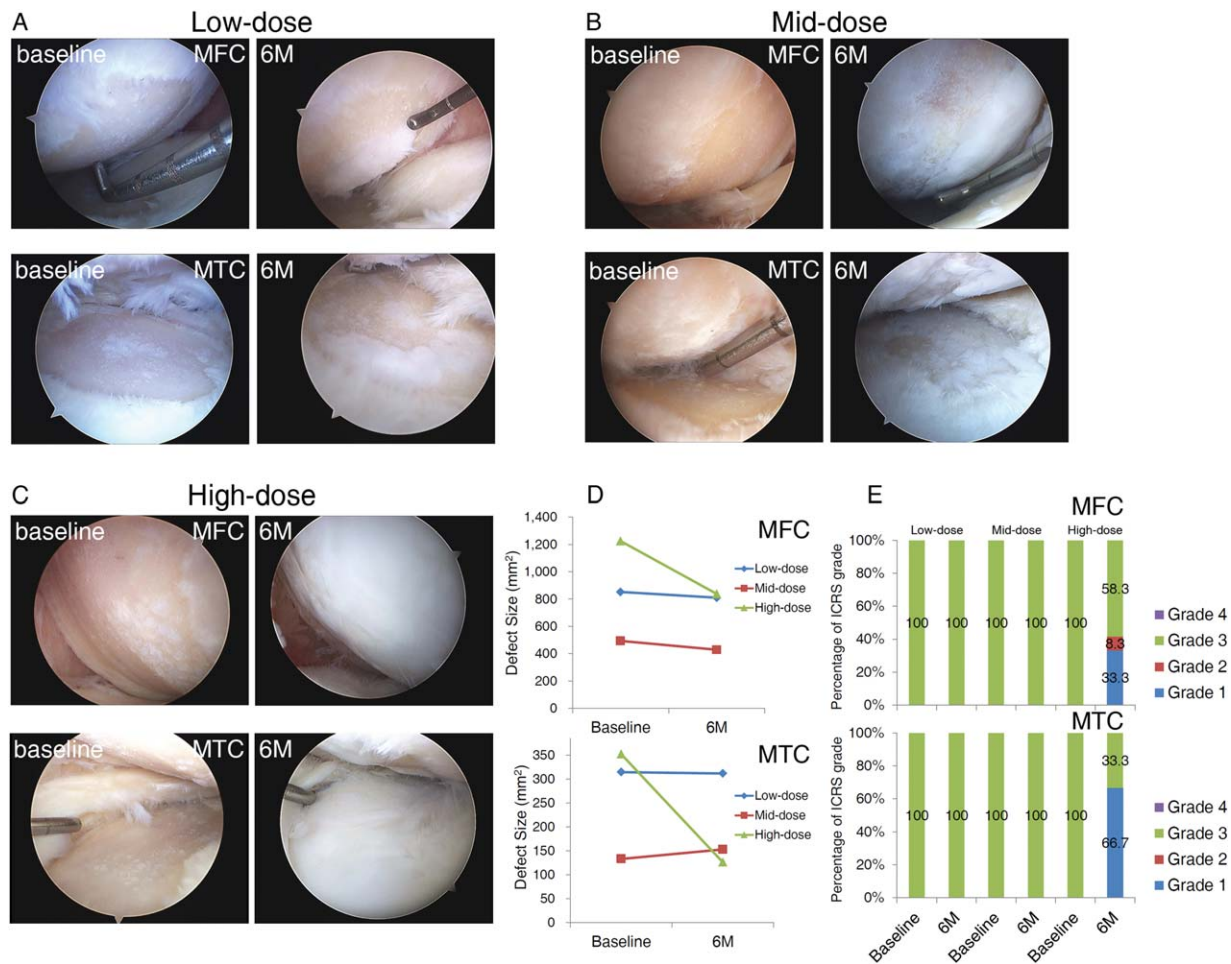 A
Low-dose
baseline
MFC
6M
baseline
MTC
6M
B
Mid-dose
baseline
MFC
6M
baseline
MTC
6M
C
High-dose
baseline
MFC
6M
baseline
MTC
6M
D
MFC
Defect Size (mm²)
1,400
1,200
1,000
800
600
400
200
0
Low-dose
Mid-dose
High-dose
Baseline
6M
MTC
Defect Size (mm²)
350
300
250
200
150
100
50
0
Low-dose
Mid-dose
High-dose
Baseline
6M
E
MFC
Low-dose Mid-dose High-dose
Percentage of ICRS grade
100%
80%
60%
40%
20%
0%
100 100 100 100 100
58.3
8.3
33.3
Grade 4
Grade 3
Grade 2
Grade 1
MTC
Percentage of ICRS grade
100%
80%
60%
40%
20%
0%
100 100 100 100 100
33.3
66.7
Grade 4
Grade 3
Grade 2
Grade 1
Baseline
6M
Baseline
6M
Baseline
6M